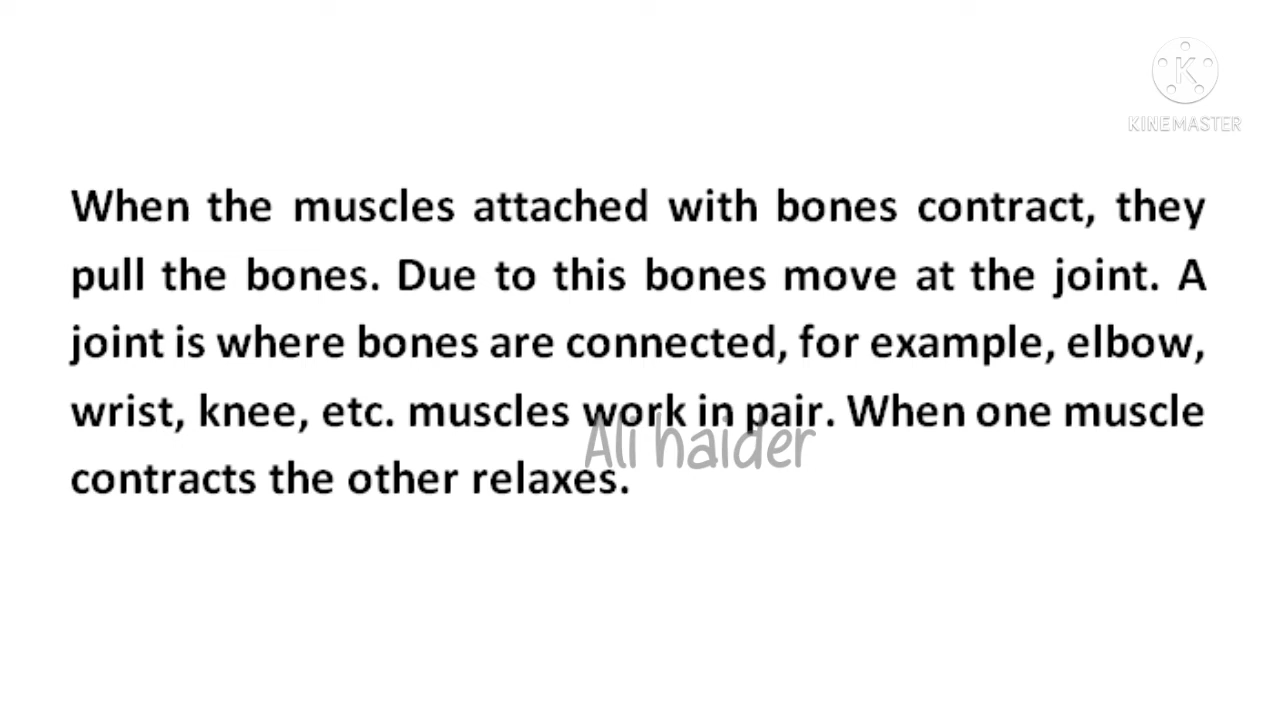 K
KINEMASTER
When the muscles attached with bones contract, they
pull the bones. Due to this bones move at the joint. A
joint is where bones are connected, for example, elbow,
wrist, knee, etc. muscles work in pair. When one muscle
Ali haider
contracts the other relaxes.